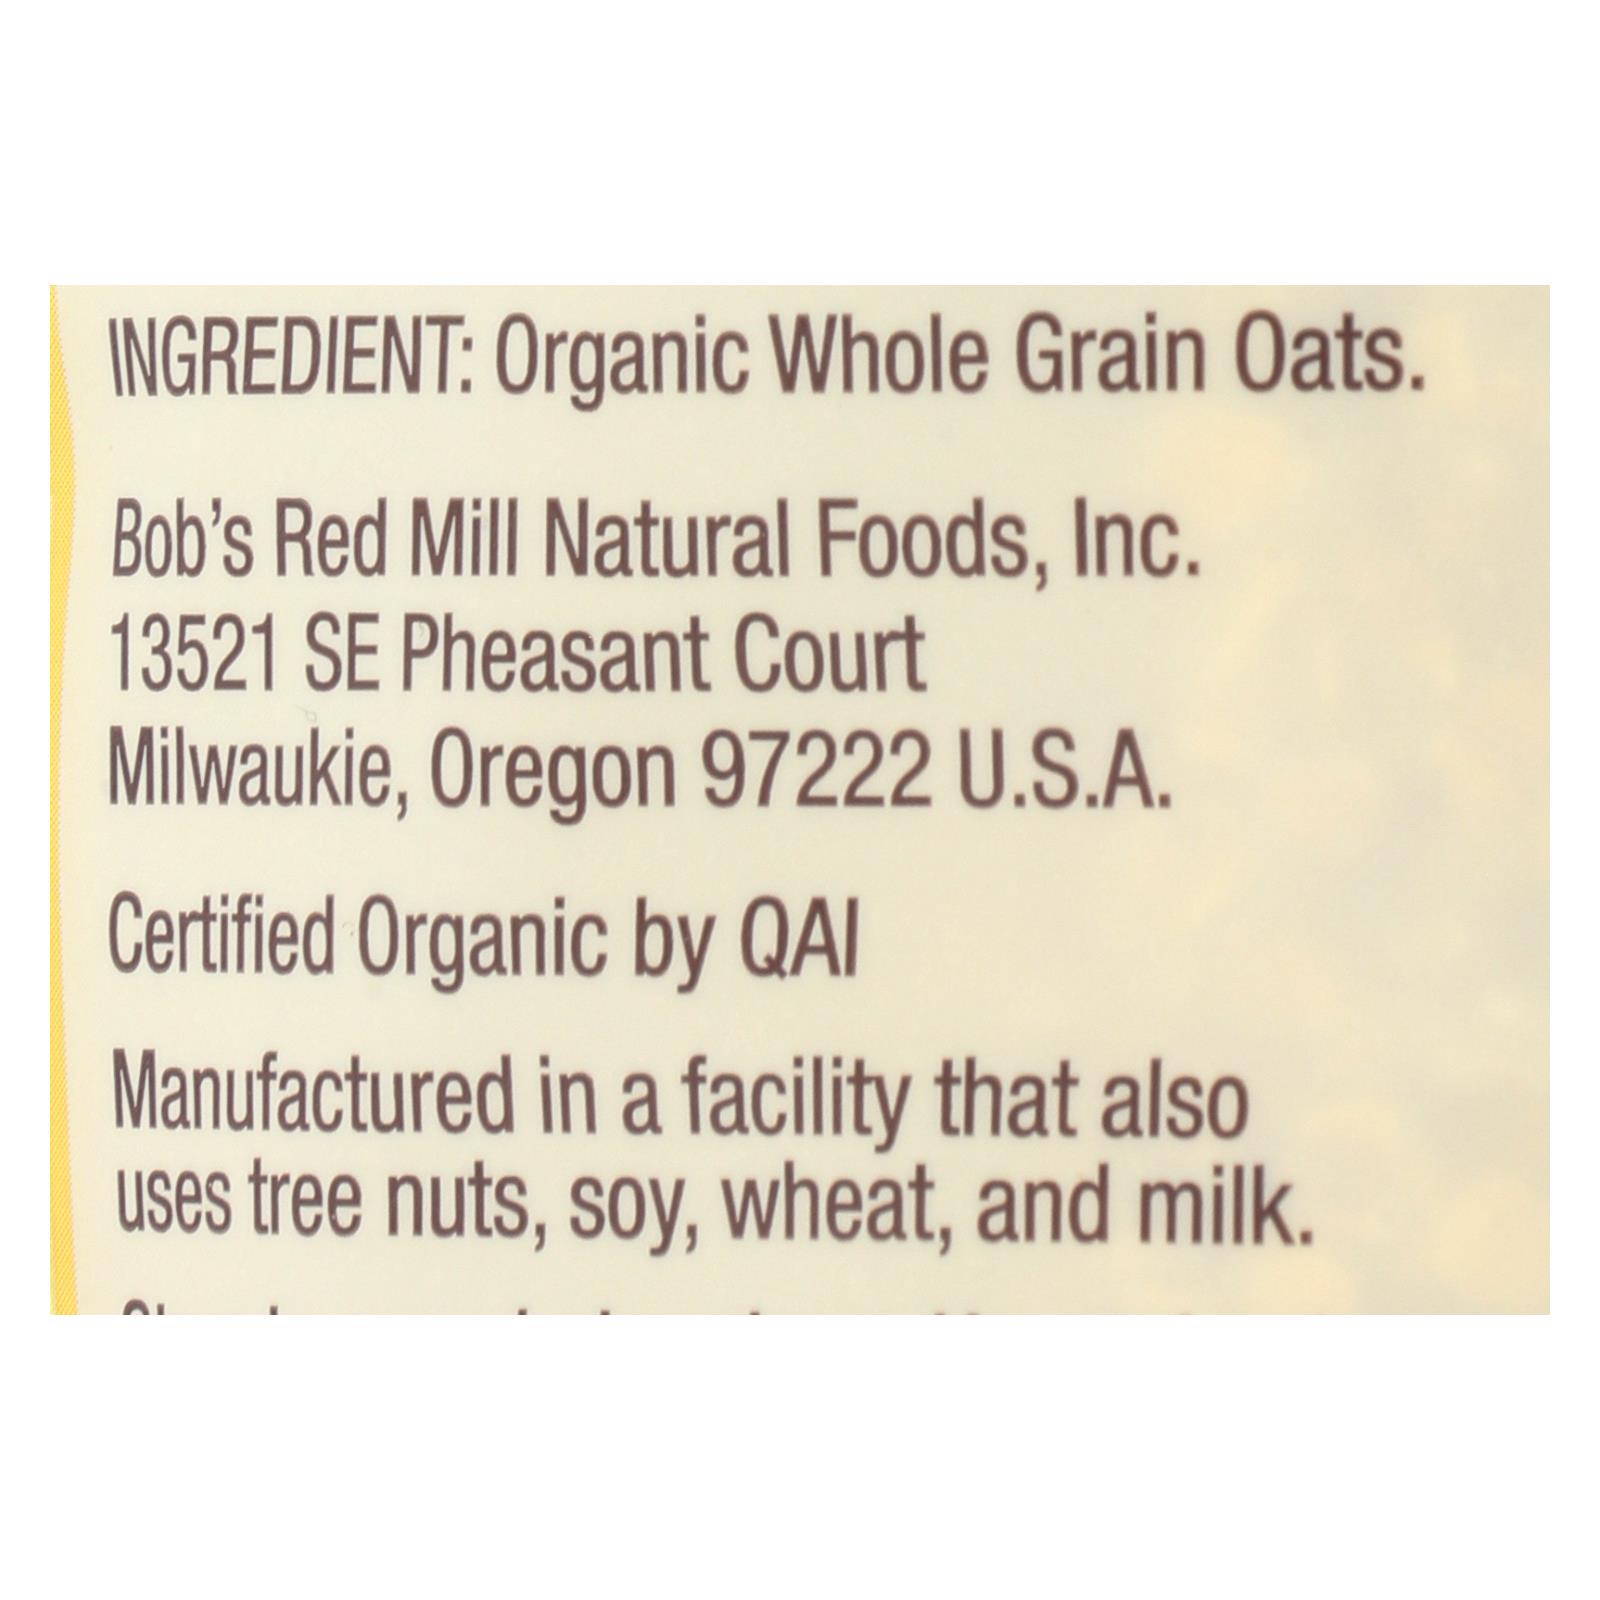 INGREDIENT: Organic Whole Grain Oats.
Bob's Red Mill Natural Foods, Inc.
13521 SE Pheasant Court
Milwaukie, Oregon 97222 U.S.A.
Certified Organic by QAI
Manufactured in a facility that also
uses tree nuts, soy, wheat, and milk.